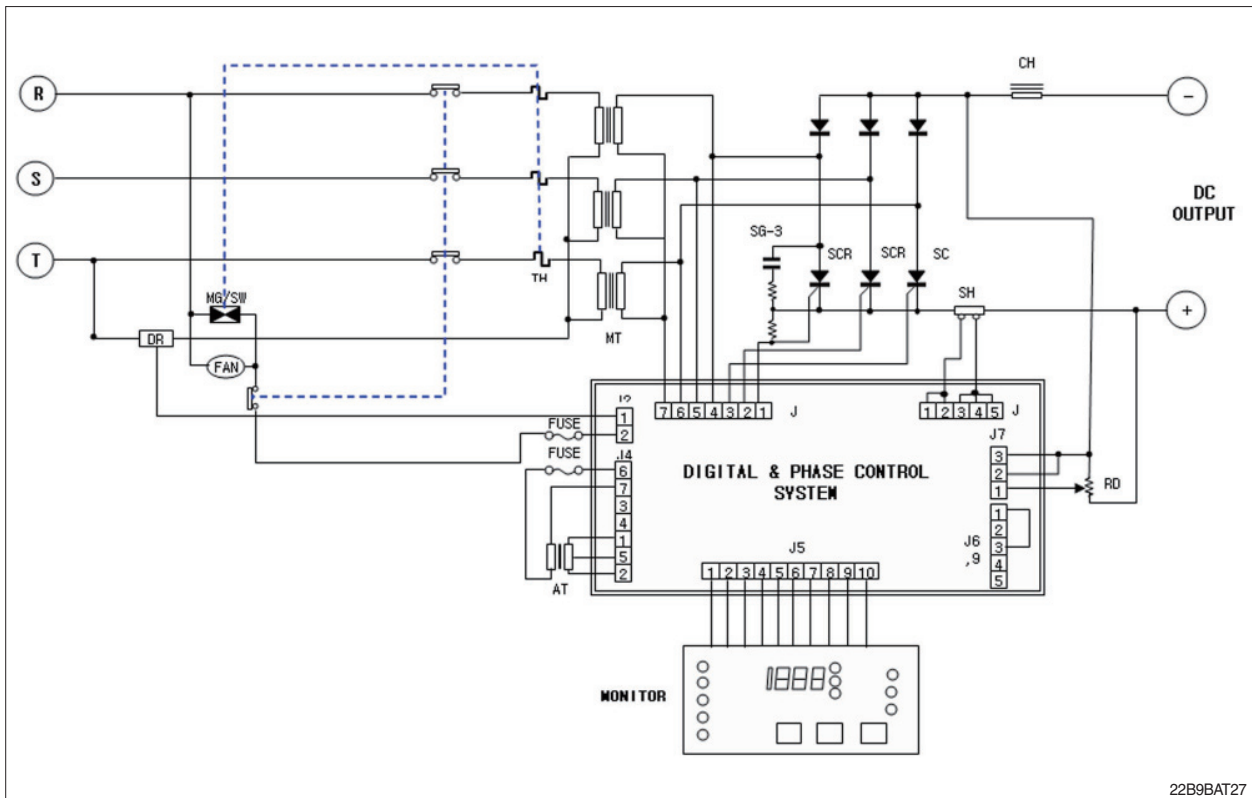 R
S
T
CH
-
DC
OUTPUT
SG-3
SCR
SCR
SC
SH
+
TH
MG/SW
MT
DR
FAN
7 6 5 4 3 2 1
J
1 2 3 4 5
J
FUSE
1
2
FUSE
J4
6
7
3
4
1
5
2
AT
DIGITAL & PHASE CONTROL
SYSTEM
J7
3
2
1
RD
1
2
3
4
5
J6
,9
J5
1 2 3 4 5 6 7 8 9 10
MONITOR
22B9BAT27